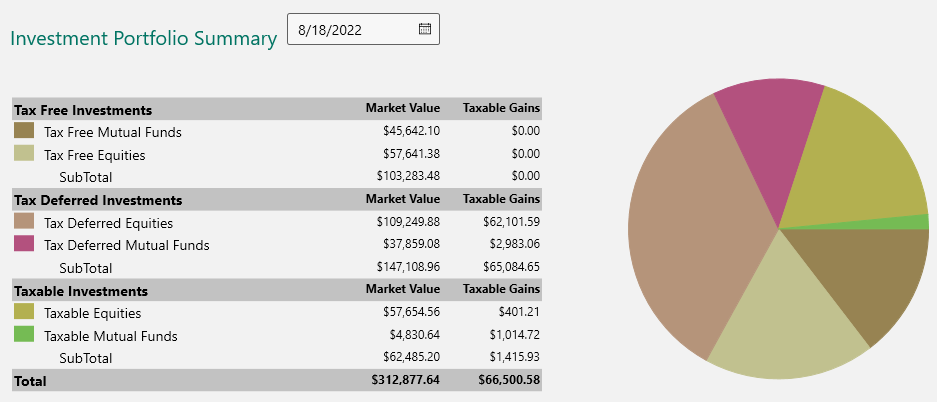 Investment Portfolio Summary 8/18/2022
Tax Free Investments Market Value Taxable Gains
Tax Free Mutual Funds $45,642.10 $0.00
Tax Free Equities $57,641.38 $0.00
SubTotal $103,283.48 $0.00
Tax Deferred Investments Market Value Taxable Gains
Tax Deferred Equities $109,249.88 $62,101.59
Tax Deferred Mutual Funds $37,859.08 $2,983.06
SubTotal $147,108.96 $65,084.65
Taxable Investments Market Value Taxable Gains
Taxable Equities $57,654.56 $401.21
Taxable Mutual Funds $4,830.64 $1,014.72
SubTotal $62,485.20 $1,415.93
Total $312,877.64 $66,500.58